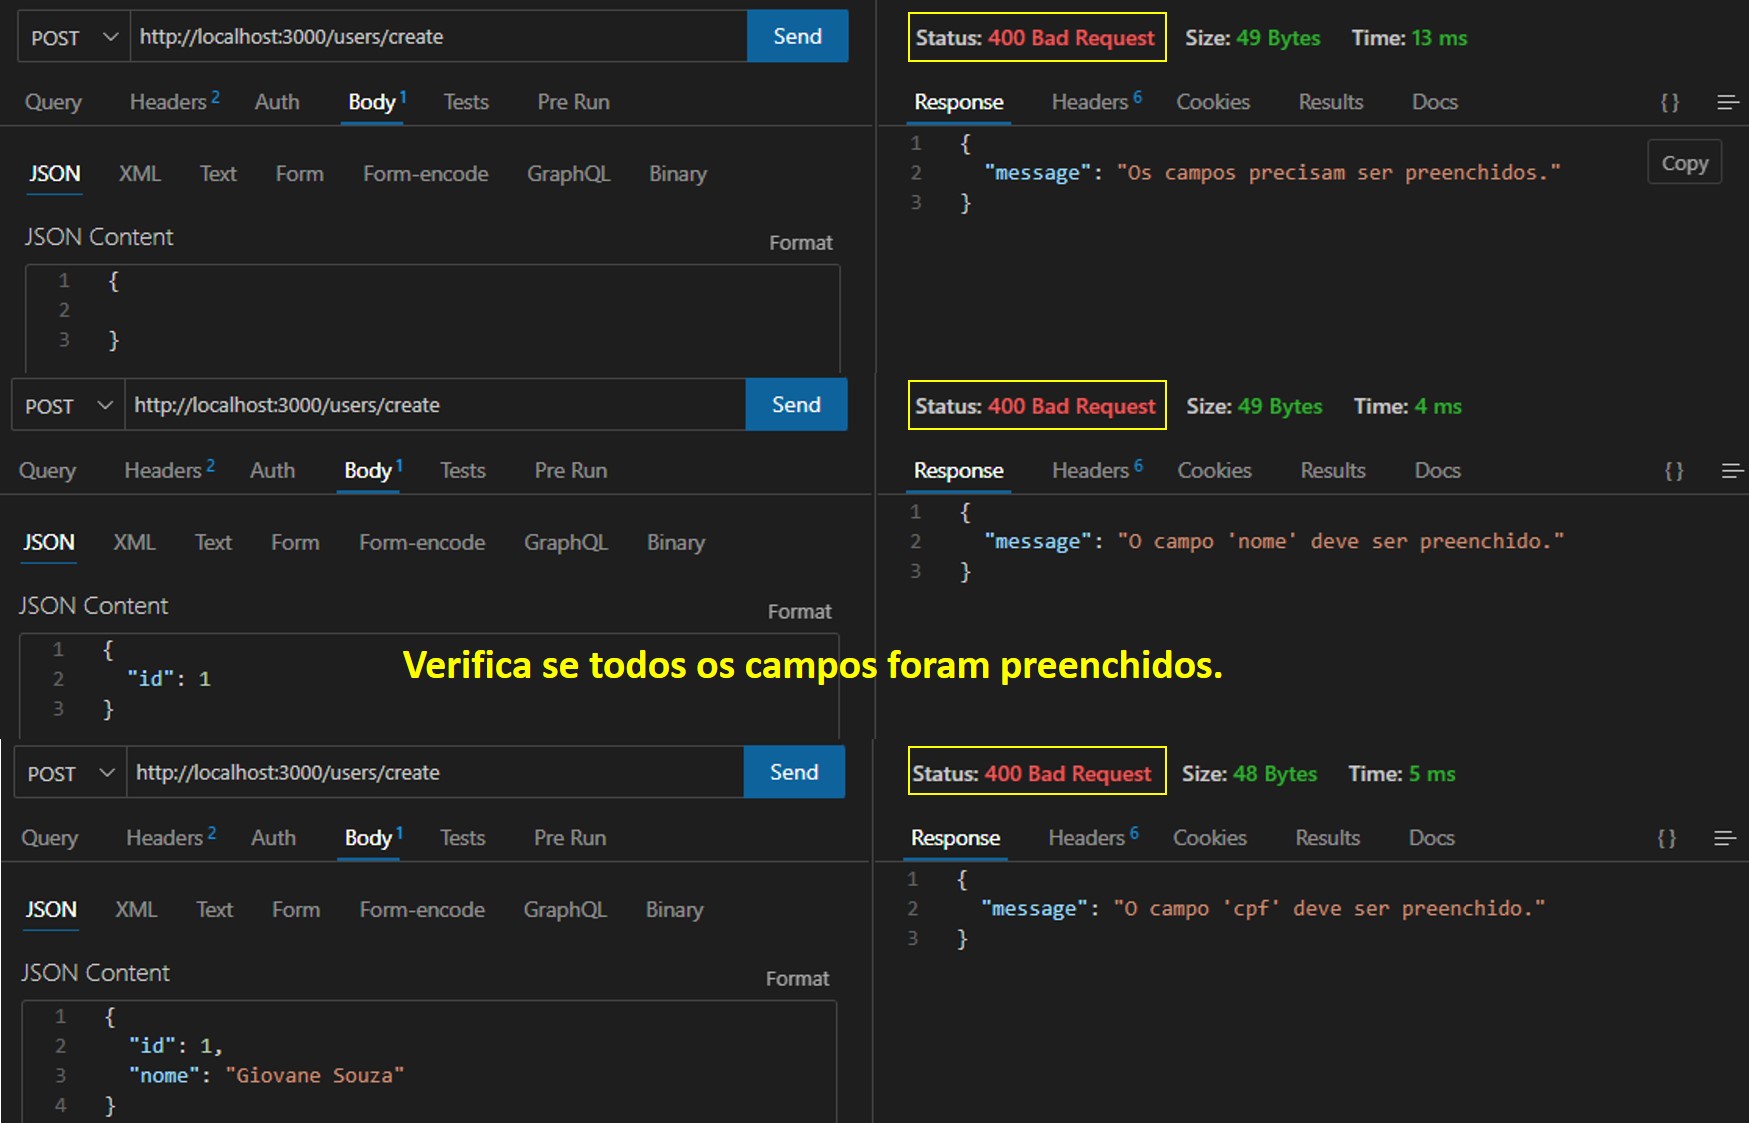 POST http://localhost:3000/users/create Send
Status: 400 Bad Request Size: 49 Bytes Time: 13 ms
Query Headers 2 Auth Body 1 Tests Pre Run
Response Headers 6 Cookies Results Docs {} 
JSON XML Text Form Form-encode GraphQL Binary
1 {
2 "message": "Os campos precisam ser preenchidos."
3 }
Copy
JSON Content
Format
1 {
2
3 }
POST http://localhost:3000/users/create Send
Status: 400 Bad Request Size: 49 Bytes Time: 4 ms
Query Headers 2 Auth Body 1 Tests Pre Run
Response Headers 6 Cookies Results Docs {}
JSON XML Text Form Form-encode GraphQL Binary
1 {
2 "message": "O campo 'nome' deve ser preenchido."
3 }
JSON Content
Format
1 {
2 "id": 1
3 }
Verifica se todos os campos foram preenchidos.
POST http://localhost:3000/users/create Send
Status: 400 Bad Request Size: 48 Bytes Time: 5 ms
Query Headers 2 Auth Body 1 Tests Pre Run
Response Headers 6 Cookies Results Docs {}
JSON XML Text Form Form-encode GraphQL Binary
1 {
2 "message": "O campo 'cpf' deve ser preenchido."
3 }
JSON Content
Format
1 {
2 "id": 1,
3 "nome": "Giovane Souza"
4 }